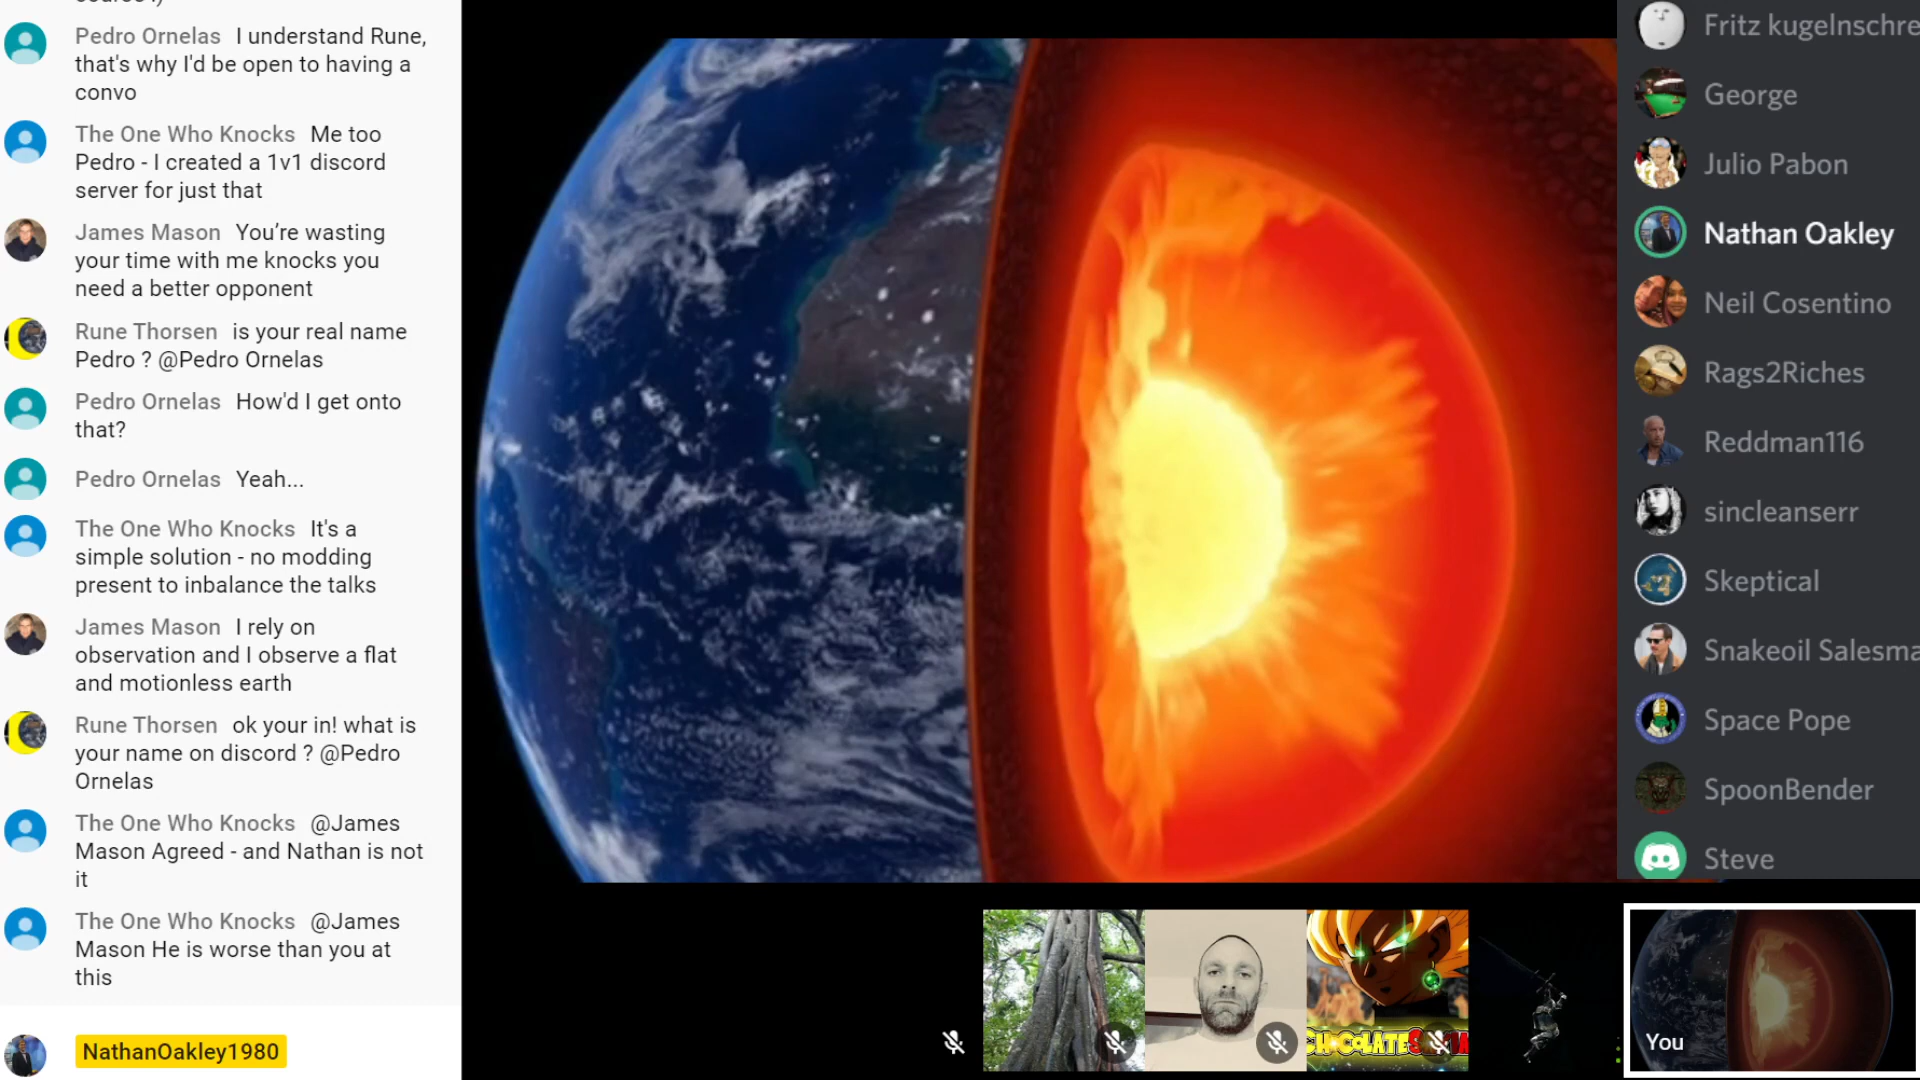 Pedro Ornelas I understand Rune,
that's why I'd be open to having a
convo
The One Who Knocks Me too
Pedro - I created a 1v1 discord
server for just that
James Mason You’re wasting
your time with me knocks you
need a better opponent
Rune Thorsen is your real name
Pedro ? @Pedro Ornelas
Pedro Ornelas How'd I get onto
that?
Pedro Ornelas Yeah...
The One Who Knocks It's a
simple solution - no modding
present to inbalance the talks
James Mason I rely on
observation and I observe a flat
and motionless earth
Rune Thorsen ok your in! what is
your name on discord ? @Pedro
Ornelas
The One Who Knocks @James
Mason Agreed - and Nathan is not
it
The One Who Knocks @James
Mason He is worse than you at
this
NathanOakley1980
Fritz kugelnschre
George
Julio Pabon
Nathan Oakley
Neil Cosentino
Rags2Riches
Reddman116
sincleanserr
Skeptical
Snakeoil Salesma
Space Pope
SpoonBender
Steve
You